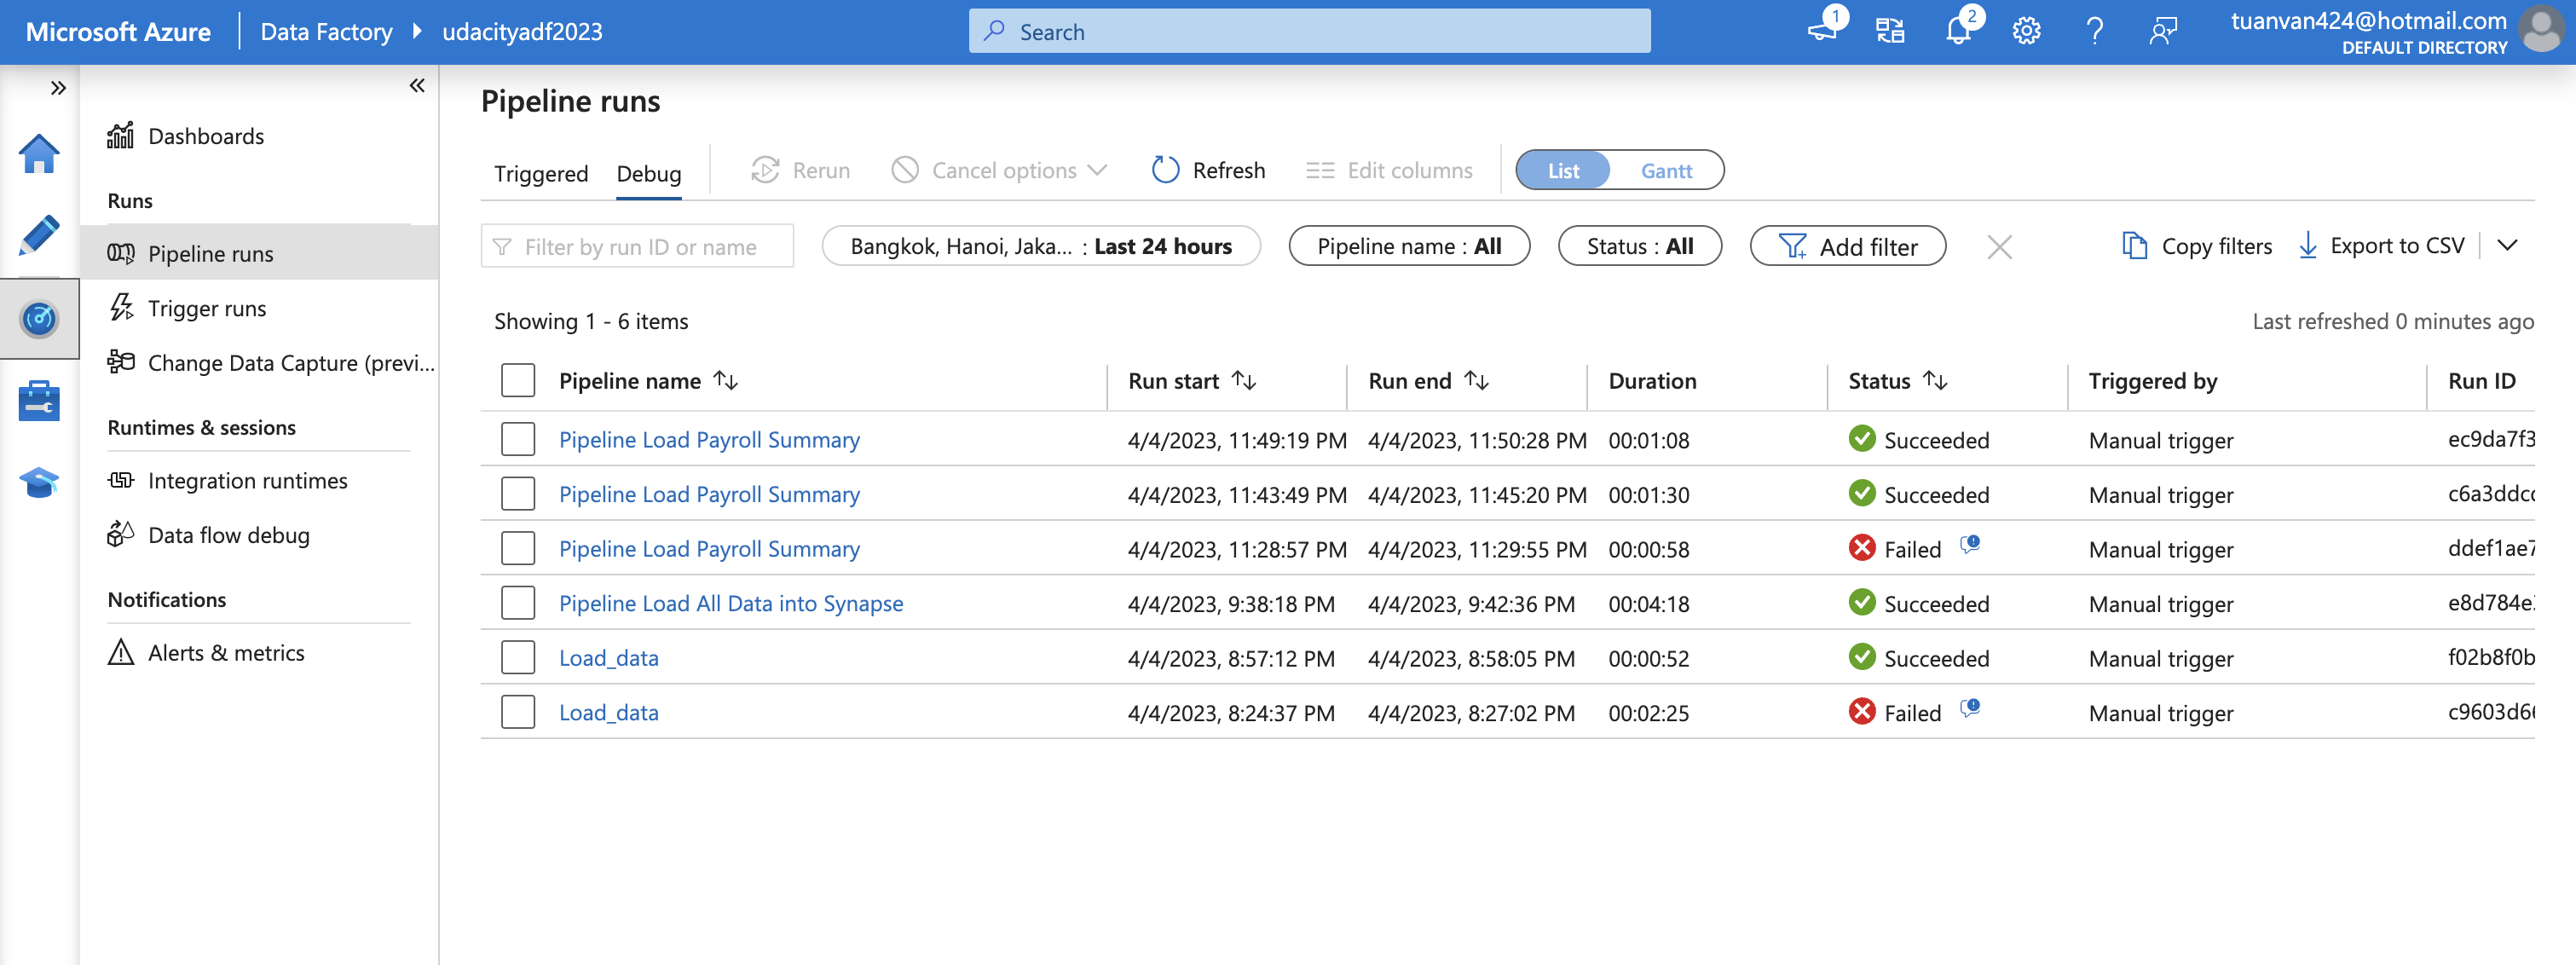 Microsoft Azure
Data Factory
udacityadf2023
Search
1
2
tuanvan424@hotmail.com
DEFAULT DIRECTORY
Dashboards
Runs
Pipeline runs
Trigger runs
Change Data Capture (previ...
Runtimes & sessions
Integration runtimes
Data flow debug
Notifications
Alerts & metrics
Pipeline runs
Triggered Debug Rerun Cancel options Refresh Edit columns List Gantt
Filter by run ID or name Bangkok, Hanoi, Jaka... : Last 24 hours Pipeline name : All Status : All Add filter Copy filters Export to CSV
Showing 1 - 6 items Last refreshed 0 minutes ago
Pipeline name Run start Run end Duration Status Triggered by Run ID
Pipeline Load Payroll Summary 4/4/2023, 11:49:19 PM 4/4/2023, 11:50:28 PM 00:01:08 Succeeded Manual trigger ec9da7f3
Pipeline Load Payroll Summary 4/4/2023, 11:43:49 PM 4/4/2023, 11:45:20 PM 00:01:30 Succeeded Manual trigger
Pipeline Load Payroll Summary 4/4/2023, 11:28:57 PM 4/4/2023, 11:29:55 PM 00:00:58 Failed Manual trigger ddef1ae7
Pipeline Load All Data into Synapse 4/4/2023, 9:38:18 PM 4/4/2023, 9:42:36 PM 00:04:18 Succeeded Manual trigger
Load_data 4/4/2023, 8:57:12 PM 4/4/2023, 8:58:05 PM 00:00:52 Succeeded Manual trigger f02b8f0b
Load_data 4/4/2023, 8:24:37 PM 4/4/2023, 8:27:02 PM 00:02:25 Failed Manual trigger